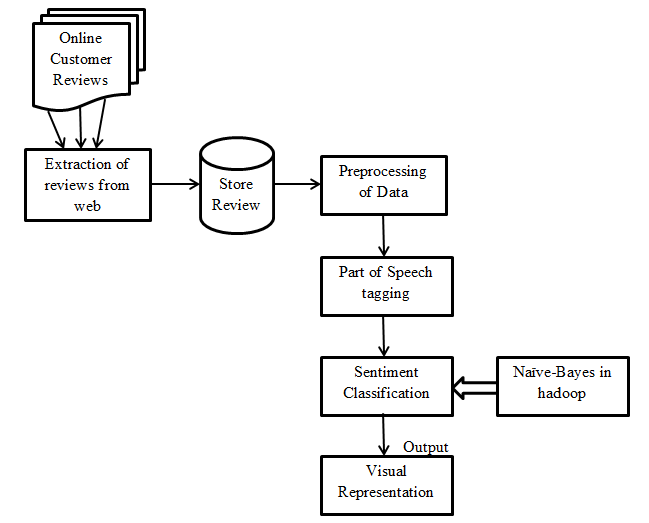 Online
Customer
Reviews
Extraction of
reviews from
web
Store
Review
Preprocessing
of Data
Part of Speech
tagging
Sentiment
Classification
Naïve-Bayes in
hadoop
Output
Visual
Representation